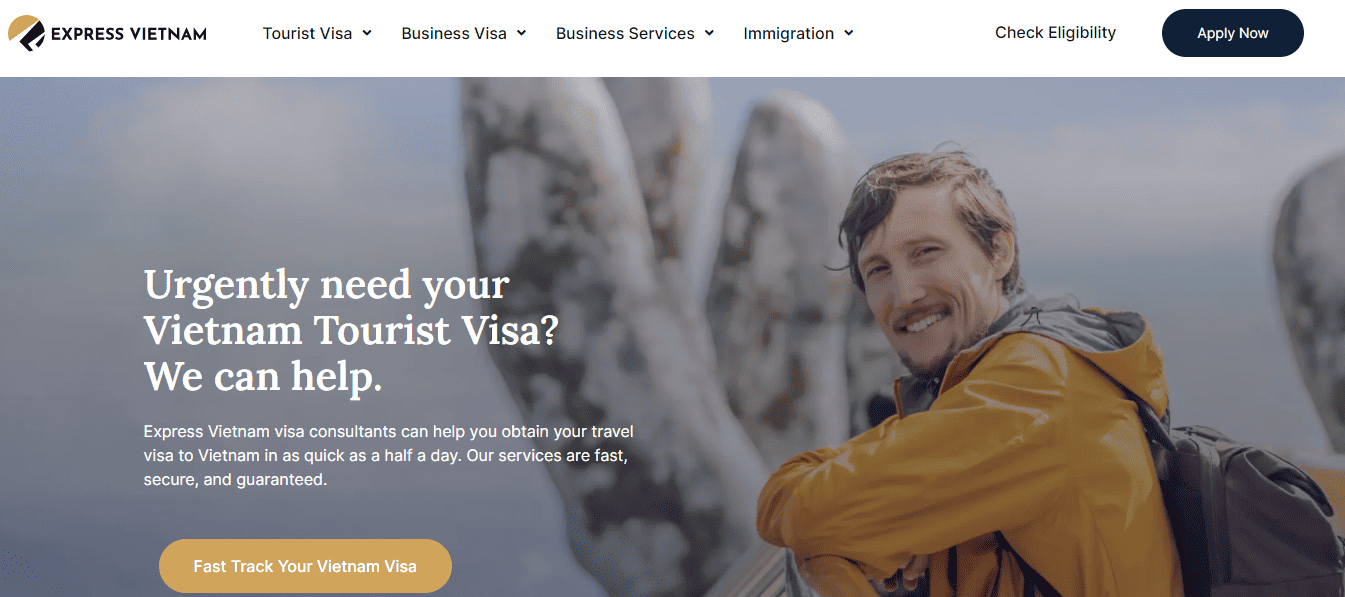 EXPRESS VIETNAM
Tourist Visa
Business Visa
Business Services
Immigration
Check Eligibility
Apply Now
Urgently need your
Vietnam Tourist Visa?
We can help.
Express Vietnam visa consultants can help you obtain your travel
visa to Vietnam in as quick as a half a day. Our services are fast,
secure, and guaranteed.
Fast Track Your Vietnam Visa